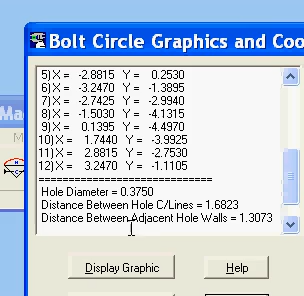 Bolt Circle Graphics and Coo
Ma
M
5) X = -2.8815 Y = 0.2530
6) X = -3.2470 Y = -1.3895
7) X = -2.7425 Y = -2.9940
8) X = -1.5030 Y = -4.1315
9) X = 0.1395 Y = -4.4970
10) X = 1.7440 Y = -3.9925
11) X = 2.8815 Y = -2.7530
12) X = 3.2470 Y = -1.1105
==============================
Hole Diameter = 0.3750
Distance Between Hole C/Lines = 1.6823
Distance Between Adjacent Hole Walls = 1.3073
Display Graphic Help